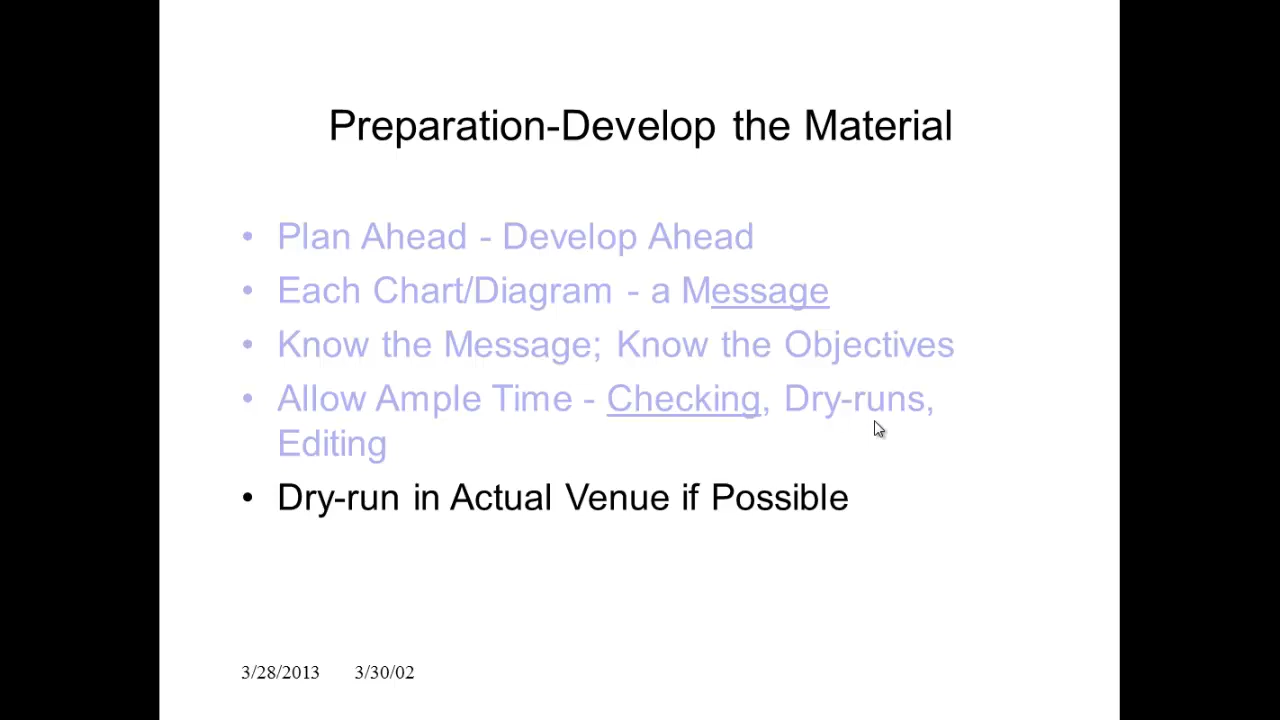 Preparation-Develop the Material
• Plan Ahead - Develop Ahead
• Each Chart/Diagram - a Message
• Know the Message; Know the Objectives
• Allow Ample Time - Checking, Dry-runs,
Editing
• Dry-run in Actual Venue if Possible
3/28/2013 3/30/02